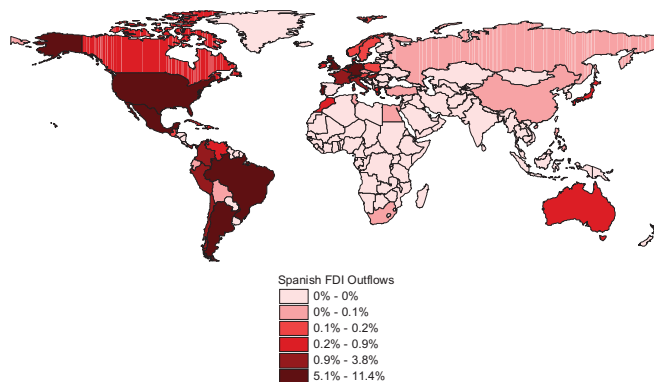 Spanish FDI Outflows
0% - 0%
0% - 0.1%
0.1% - 0.2%
0.2% - 0.9%
0.9% - 3.8%
5.1% - 11.4%